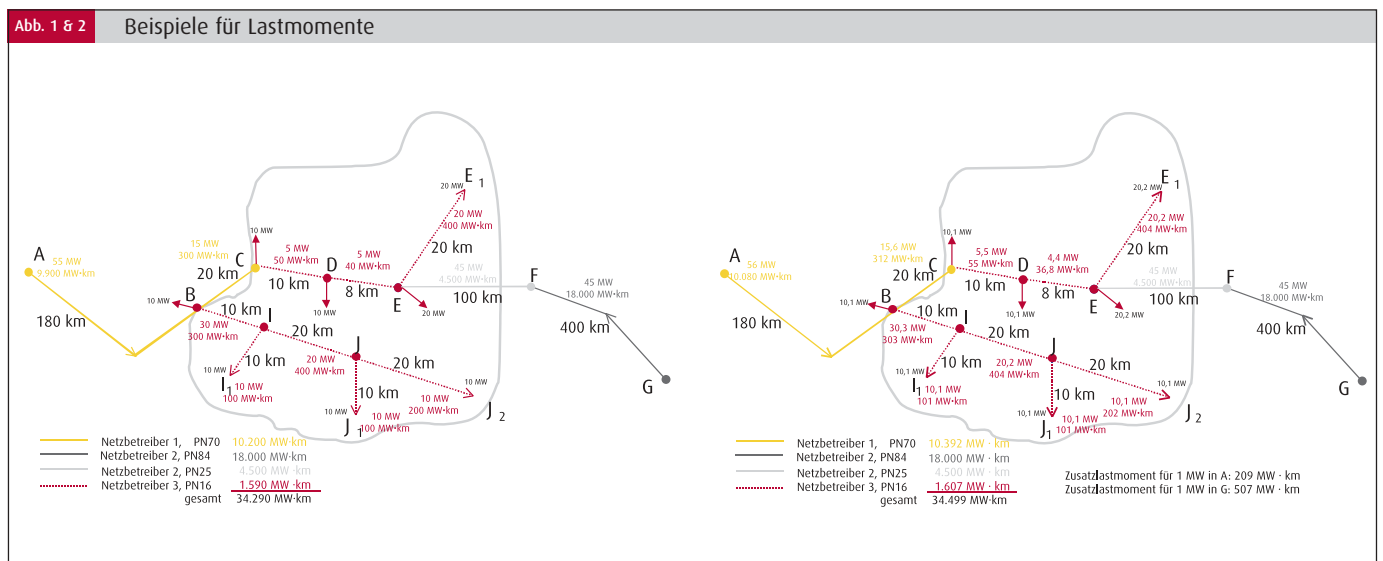 Abb. 1 & 2
Beispiele für Lastmomente
A
55 MW
9.900 MW·km
180 km
15 MW
300 MW·km
20 km
C
10 MW
5 MW
50 MW·km
10 km
D
10 MW
5 MW
40 MW·km
8 km
E
20 MW
20 MW
E 1
20 MW
400 MW·km
20 km
45 MW
4.500 MW·km
100 km
F
45 MW
18.000 MW·km
400 km
G
B
10 MW
10 km
30 MW
300 MW·km
I
10 km
10 MW
I1
10 MW
100 MW·km
20 km
20 MW
400 MW·km
J
10 km
10 MW
J 1
10 MW
100 MW·km
20 km
10 MW
200 MW·km
10 MW
J 2
Netzbetreiber 1, PN70 10.200 MW·km
Netzbetreiber 2, PN84 18.000 MW·km
Netzbetreiber 2, PN25 4.500 MW ·km
Netzbetreiber 3, PN16 1.590 MW ·km
gesamt 34.290 MW·km
A
56 MW
10.080 MW·km
180 km
15,6 MW
312 MW·km
20 km
C
10,1 MW
5,5 MW
55 MW·km
10 km
D
10,1 MW
4,4 MW
36,8 MW·km
8 km
E
20,2 MW
20,2 MW
E 1
20,2 MW
404 MW·km
20 km
45 MW
4.500 MW·km
100 km
F
45 MW
18.000 MW·km
400 km
G
B
10,1 MW
10 km
30,3 MW
303 MW·km
I
10 km
10,1 MW
I1
10,1 MW
101 MW·km
20 km
20,2 MW
404 MW·km
J
10 km
10,1 MW
J1
10,1 MW
101 MW·km
20 km
10,1 MW
202 MW·km
10,1 MW
J 2
Netzbetreiber 1, PN70 10.392 MW · km
Netzbetreiber 2, PN84 18.000 MW · km
Netzbetreiber 2, PN25 4.500 MW · km
Netzbetreiber 3, PN16 1.607 MW · km
gesamt 34.499 MW·km
Zusatzlastmoment für 1 MW in A: 209 MW · km
Zusatzlastmoment für 1 MW in G: 507 MW · km